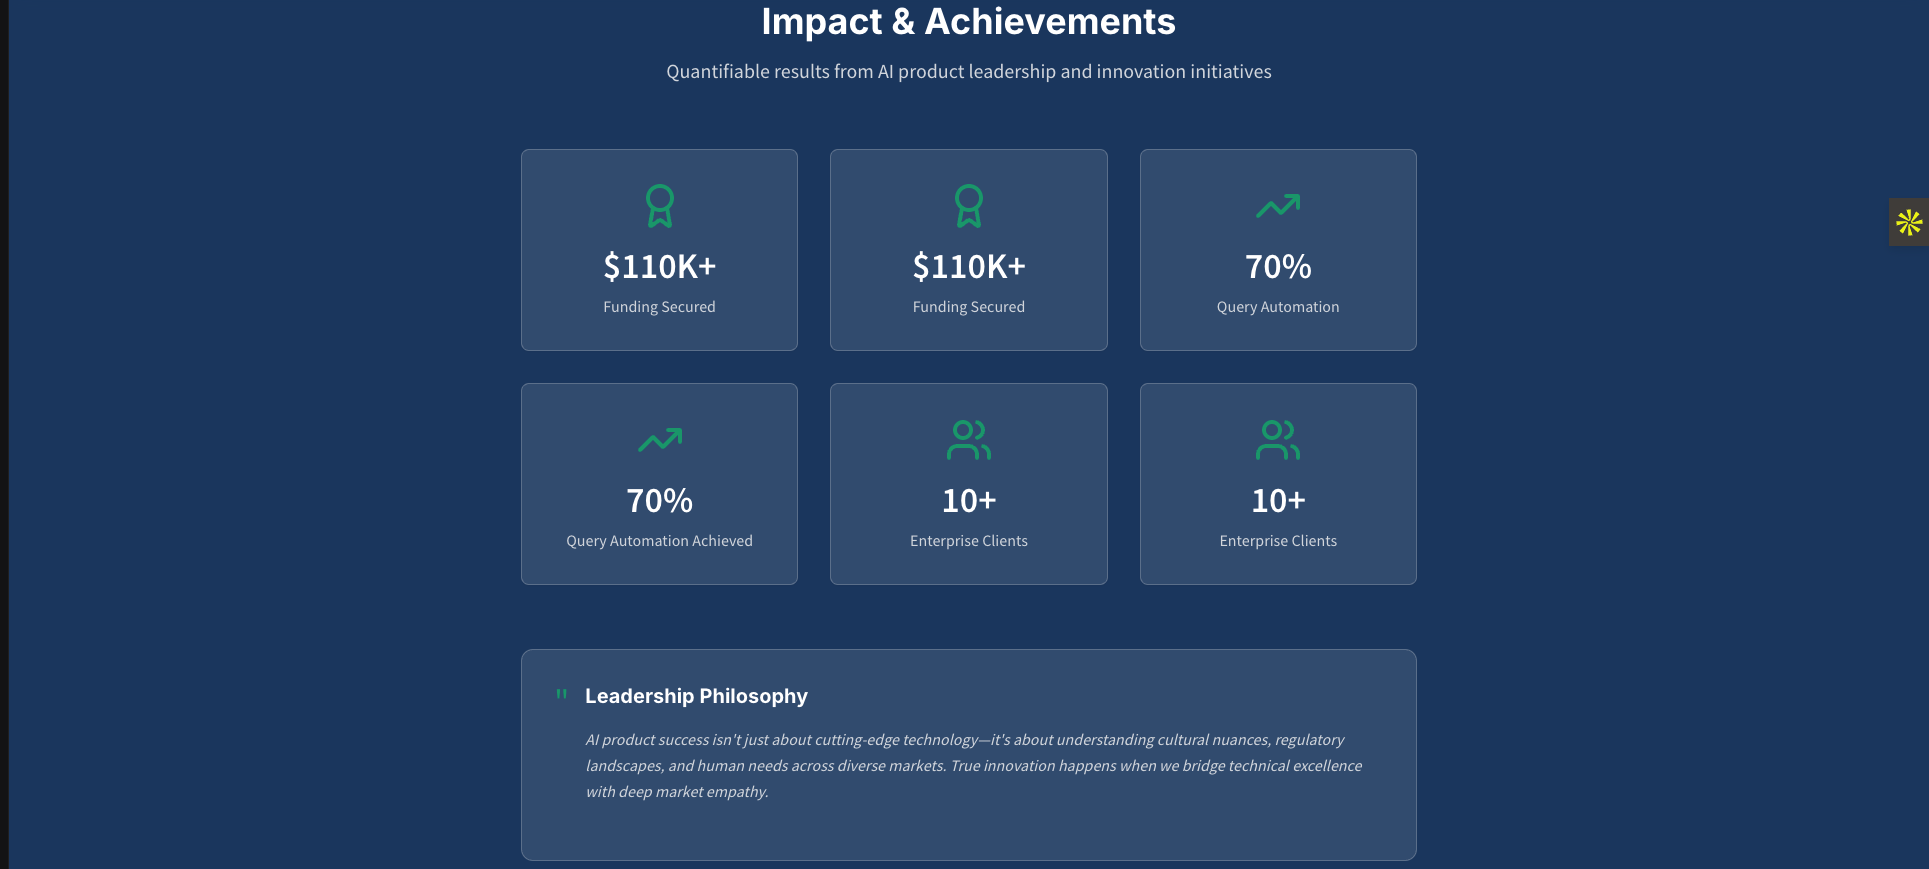 Impact & Achievements
Quantifiable results from AI product leadership and innovation initiatives
$110K+
Funding Secured
$110K+
Funding Secured
70%
Query Automation
70%
Query Automation Achieved
10+
Enterprise Clients
10+
Enterprise Clients
" Leadership Philosophy
AI product success isn't just about cutting-edge technology—it's about understanding cultural nuances, regulatory
landscapes, and human needs across diverse markets. True innovation happens when we bridge technical excellence
with deep market empathy.